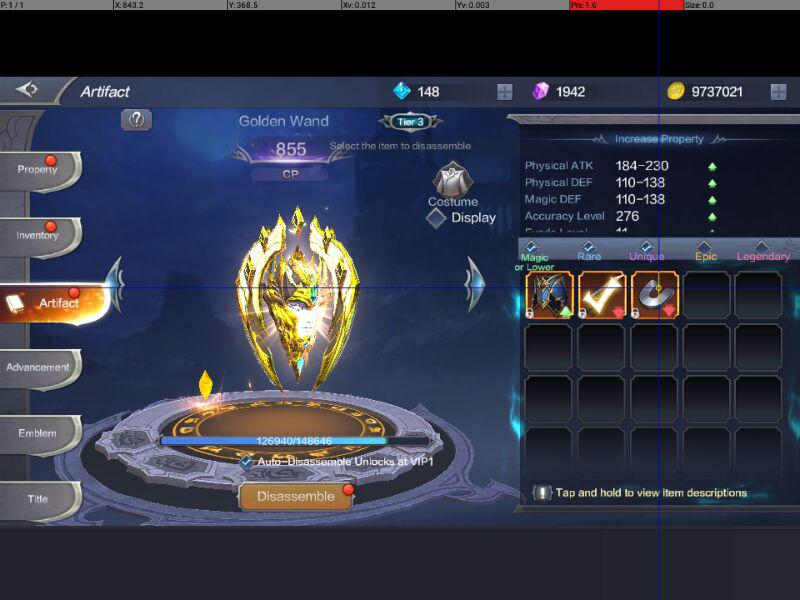 P: 1 / 1 X: 843.2 Y: 368.5 Xv: 0.012 Yv: 0.003 Prs: 1.0 Size: 0.0
Artifact 148 1942 9737021
Golden Wand Tier 3
855
CP
Select the item to disassemble
Costume
Display
Property
Inventory
Artifact
Advancement
Emblem
Title
126940/148646
Auto-Disassemble Unlocks at VIP1
Disassemble
Increase Property
Physical ATK 184-230
Physical DEF 110-138
Magic DEF 110-138
Accuracy Level 276
Magic or Lower Rare Unique Epic Legendary
Tap and hold to view item descriptions